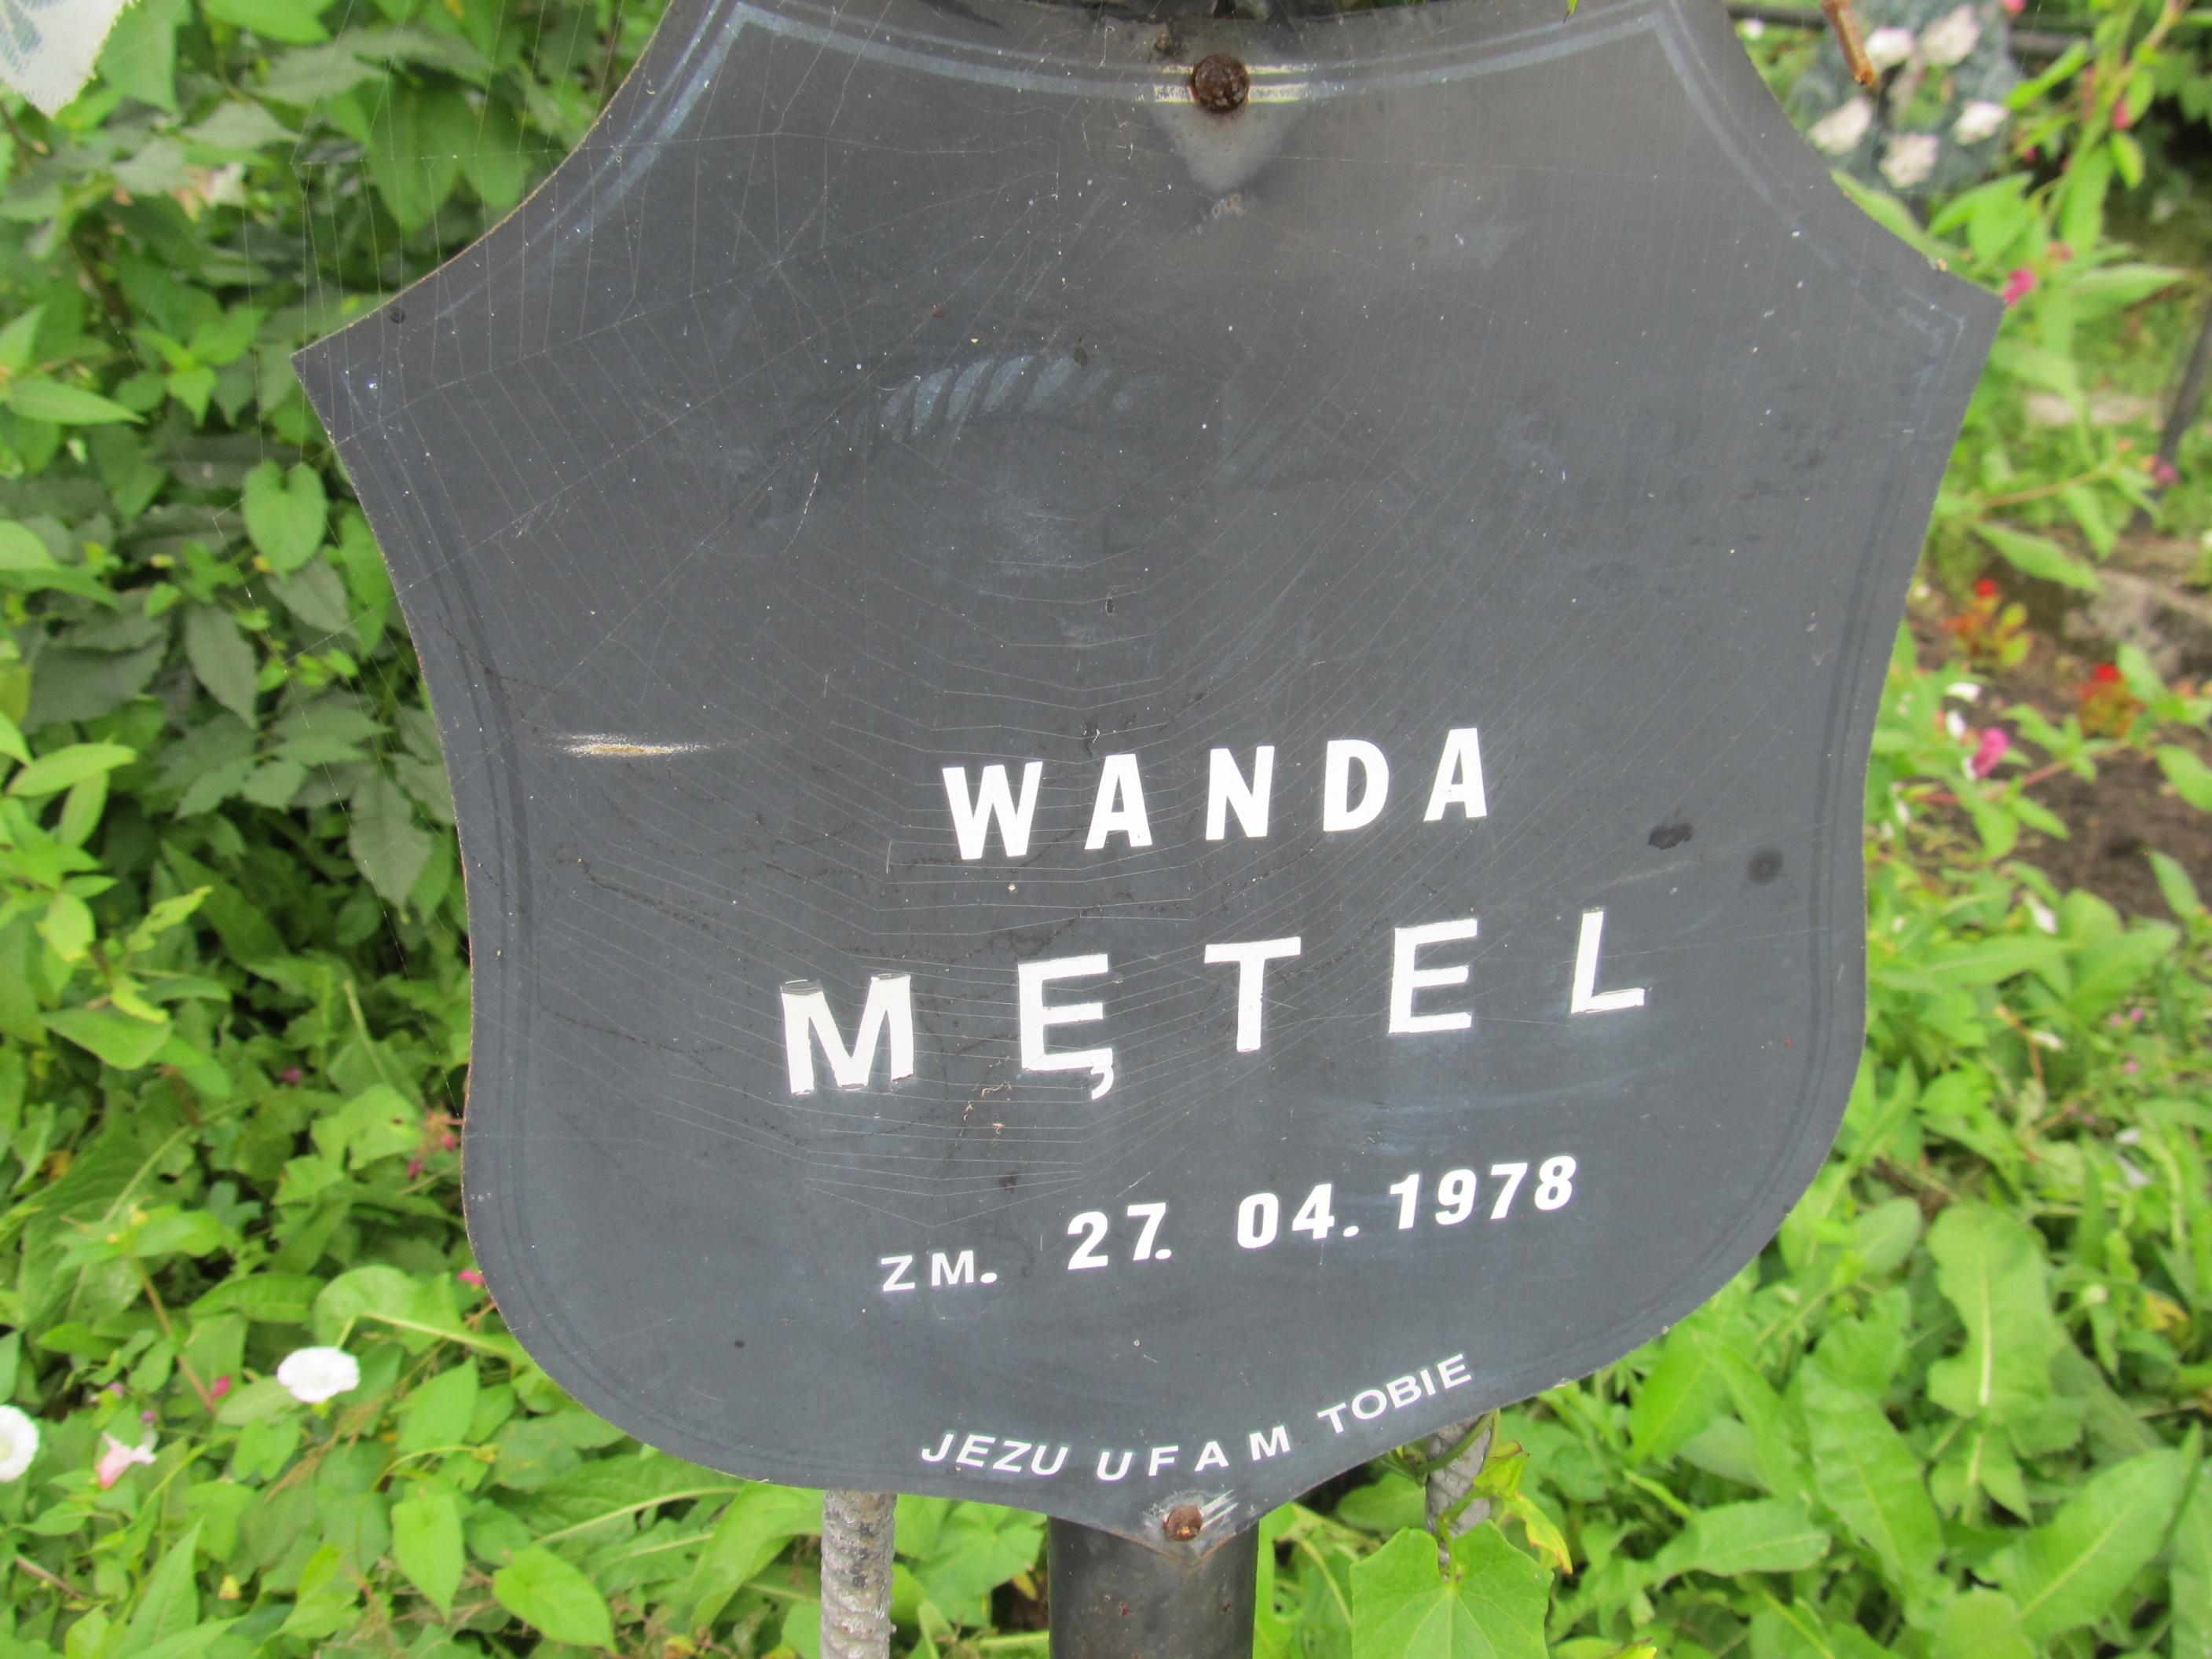 WANDA
MĘTEL
ZM. 27. 04. 1978
JEZU UFAM TOBIE